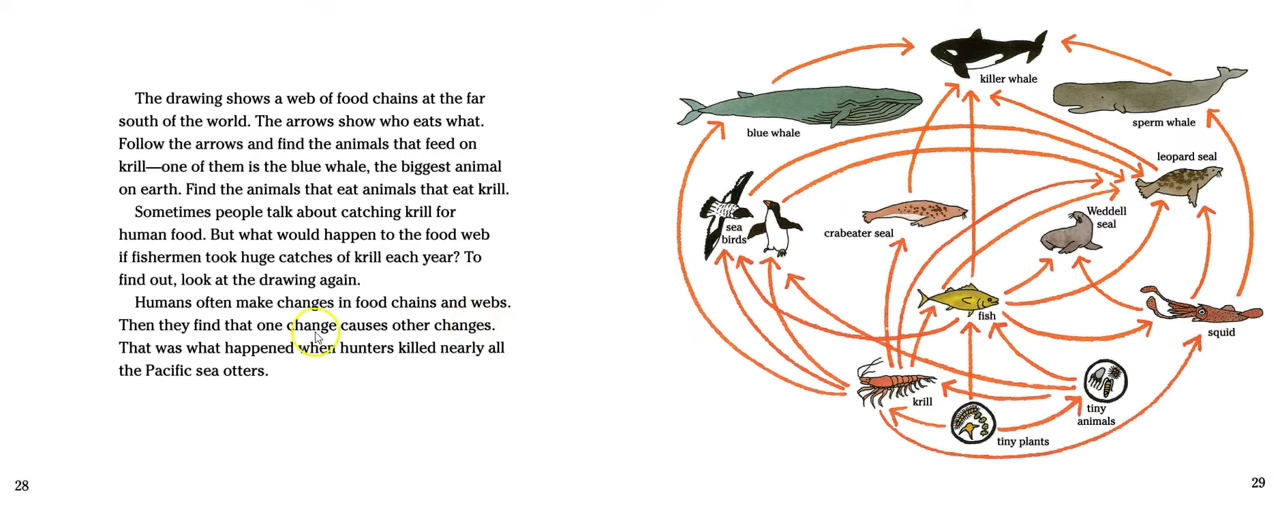 The drawing shows a web of food chains at the far
south of the world. The arrows show who eats what.
Follow the arrows and find the animals that feed on
krill—one of them is the blue whale, the biggest animal
on earth. Find the animals that eat animals that eat krill.
Sometimes people talk about catching krill for
human food. But what would happen to the food web
if fishermen took huge catches of krill each year? To
find out, look at the drawing again.
Humans often make changes in food chains and webs.
Then they find that one change causes other changes.
That was what happened when hunters killed nearly all
the Pacific sea otters.
28
killer whale
blue whale
sperm whale
leopard seal
sea
birds
crabeater seal
Weddell
seal
fish
squid
krill
tiny
animals
tiny plants
29